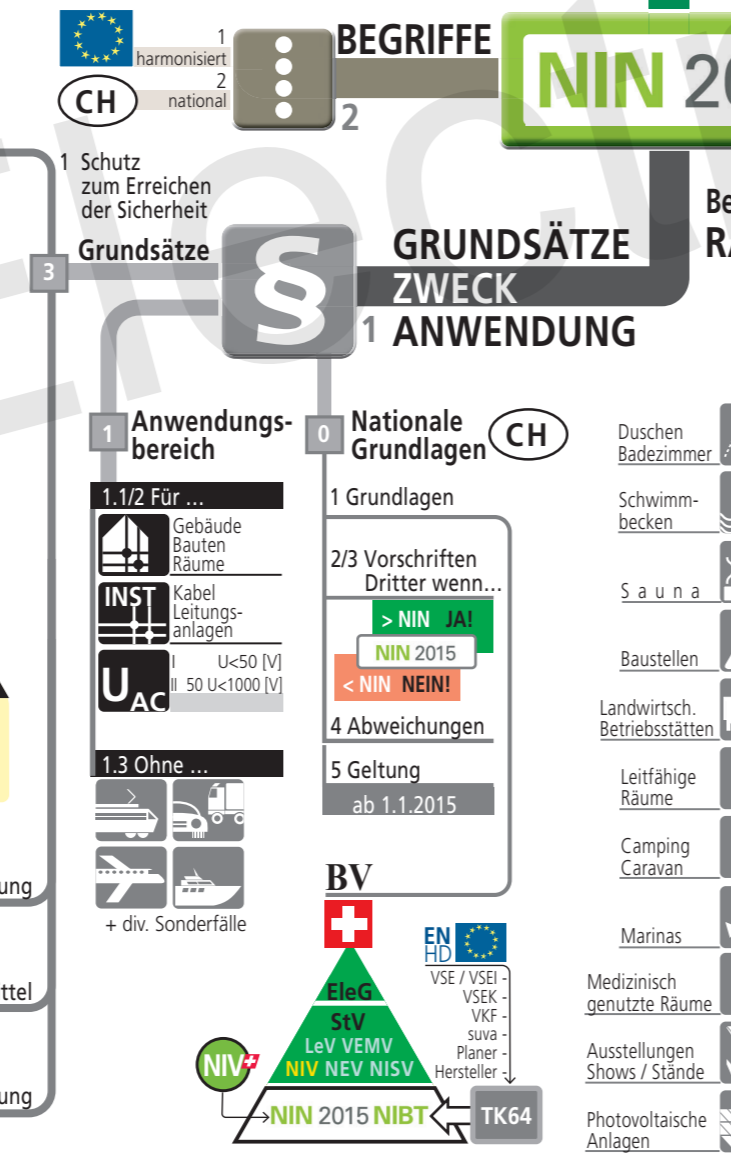 1
harmonisiert
2
national
CH
BEGRIFFE
2
NIN 20
1 Schutz
zum Erreichen
der Sicherheit
3
Grundsätze
§
GRUNDSÄTZE
ZWECK
1 ANWENDUNG
Be
RA
1
Anwendungs-
bereich
1.1/2 Für ...
Gebäude
Bauten
Räume
INST
Kabel
Leitungs-
anlagen
UAC
I U<50 [V]
II 50 U<1000 [V]
1.3 Ohne ...
+ div. Sonderfälle
0
Nationale
Grundlagen
CH
1 Grundlagen
2/3 Vorschriften
Dritter wenn...
> NIN JA!
NIN 2015
< NIN NEIN!
4 Abweichungen
5 Geltung
ab 1.1.2015
BV
EleG
StV
LeV VEMV
NIV NEV NISV
NIV
NIN 2015 NIBT
EN
HD
VSE / VSEI -
VSEK -
VKF -
suva -
Planer -
Hersteller -
TK64
Duschen
Badezimmer
Schwimm-
becken
Sauna
Baustellen
Landwirtsch.
Betriebsstätten
Leitfähige
Räume
Camping
Caravan
Marinas
Medizinisch
genutzte Räume
Ausstellungen
Shows / Stände
Photovoltaische
Anlagen
ung
ttel
ung
Electr